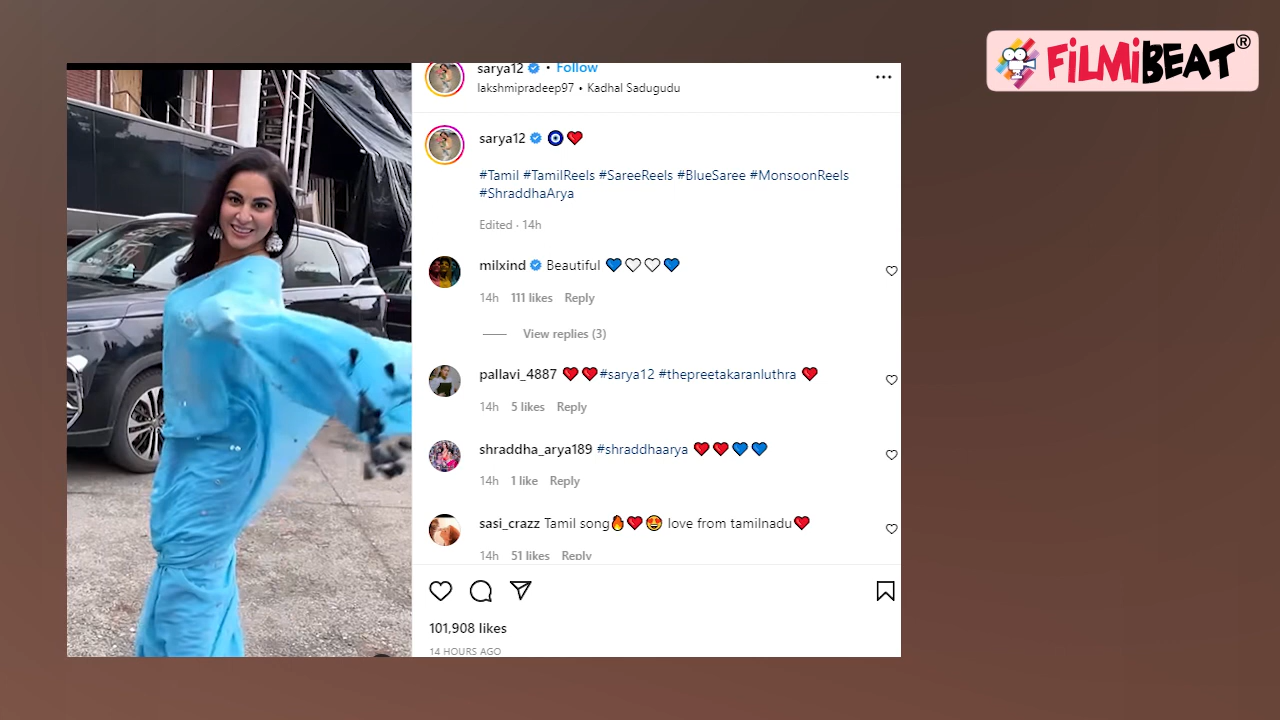 FiLMiBEAT®
sarya12 • Follow
lakshmipradeep97 • Kadhal Sadugudu
sarya12 🧿❤️
#Tamil #TamilReels #SareeReels #BlueSaree #MonsoonReels
#ShraddhaArya
Edited · 14h
milxind Beautiful 💙🤍🤍💙
14h 111 likes Reply
View replies (3)
pallavi_4887 ❤️❤️#sarya12 #thepreetakaranluthra ❤️
14h 5 likes Reply
shraddha_arya189 #shraddhaarya ❤️❤️💙💙
14h 1 like Reply
sasi_crazz Tamil song🔥❤️😍 love from tamilnadu❤️
14h 51 likes Reply
101,908 likes
14 HOURS AGO